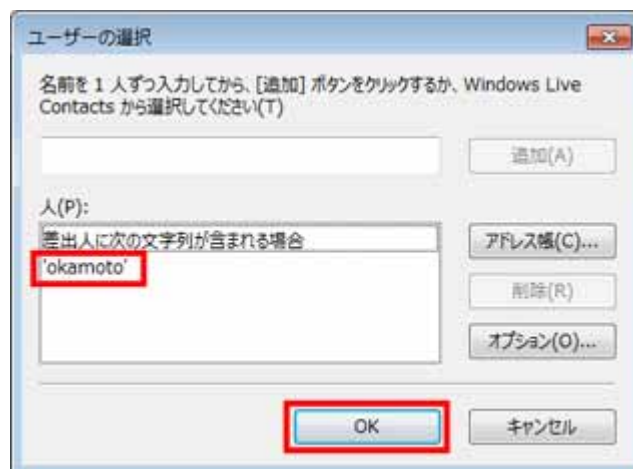 ユーザーの選択
名前を 1 人ずつ入力してから、[追加] ボタンをクリックするか、Windows Live
Contacts から選択してください(T)
追加(A)
人(P):
差出人に次の文字列が含まれる場合
'okamoto'
アドレス帳(C)...
削除(R)
オプション(O)...
OK
キャンセル